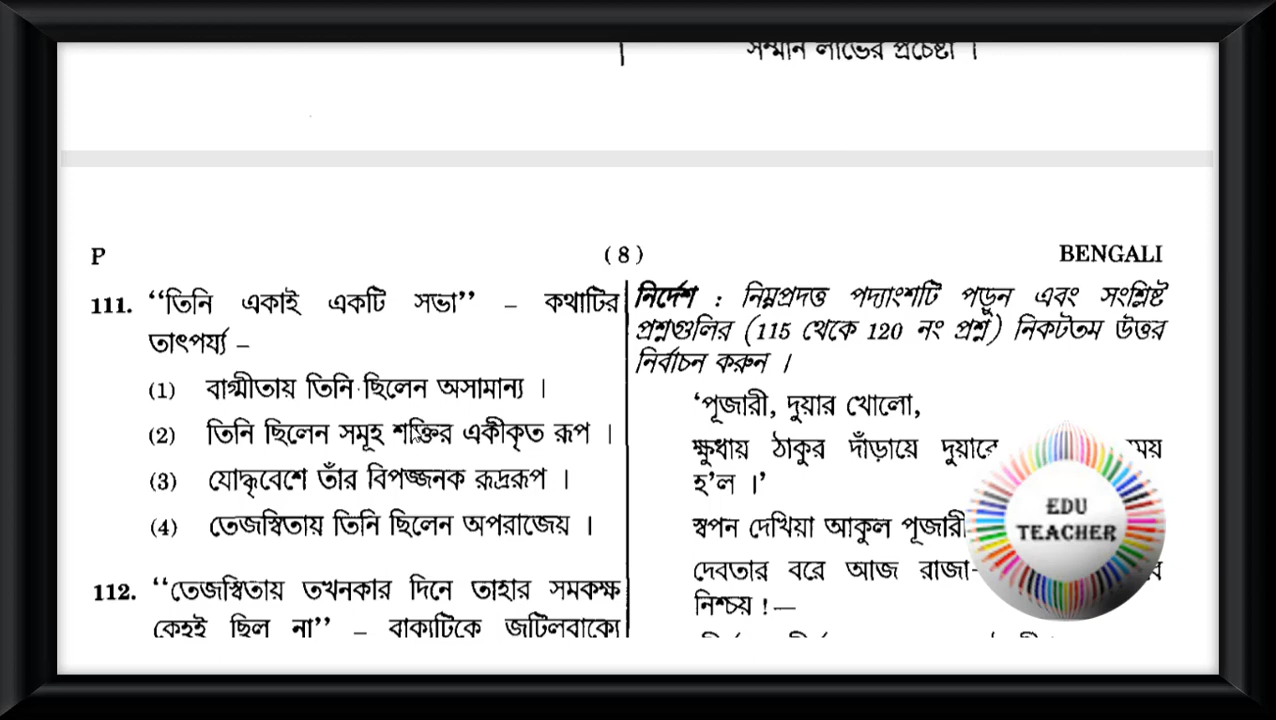 সম্মান লাভের প্রচেষ্টা ।
P
( 8 )
BENGALI
111. “তিনি একাই একটি সভা” – কথাটির
তাৎপর্য্য –
(1) বাগ্মীতায় তিনি ছিলেন অসামান্য ।
(2) তিনি ছিলেন সমূহ শক্তির একীকৃত রূপ ।
(3) যোদ্ধৃবেশে তাঁর বিপজ্জনক রূদ্ররূপ ।
(4) তেজস্বিতায় তিনি ছিলেন অপরাজেয় ।
112. “তেজস্বিতায় তখনকার দিনে তাহার সমকক্ষ
কেহই ছিল না” – বাক্যটিকে জটিলবাক্যে
নির্দেশ : নিম্নপ্রদত্ত পদ্যাংশটি পড়ুন এবং সংশ্লিষ্ট
প্রশ্নগুলির (115 থেকে 120 নং প্রশ্ন) নিকটতম উত্তর
নির্বাচন করুন ।
‘পূজারী, দুয়ার খোলো,
ক্ষুধায় ঠাকুর দাঁড়ায়ে
হ’ল ।’
স্বপন দেখিয়া আকুল পূজারী
দেবতার বরে আজ রাজা-
নিশ্চয় !—
EDU
TEACHER